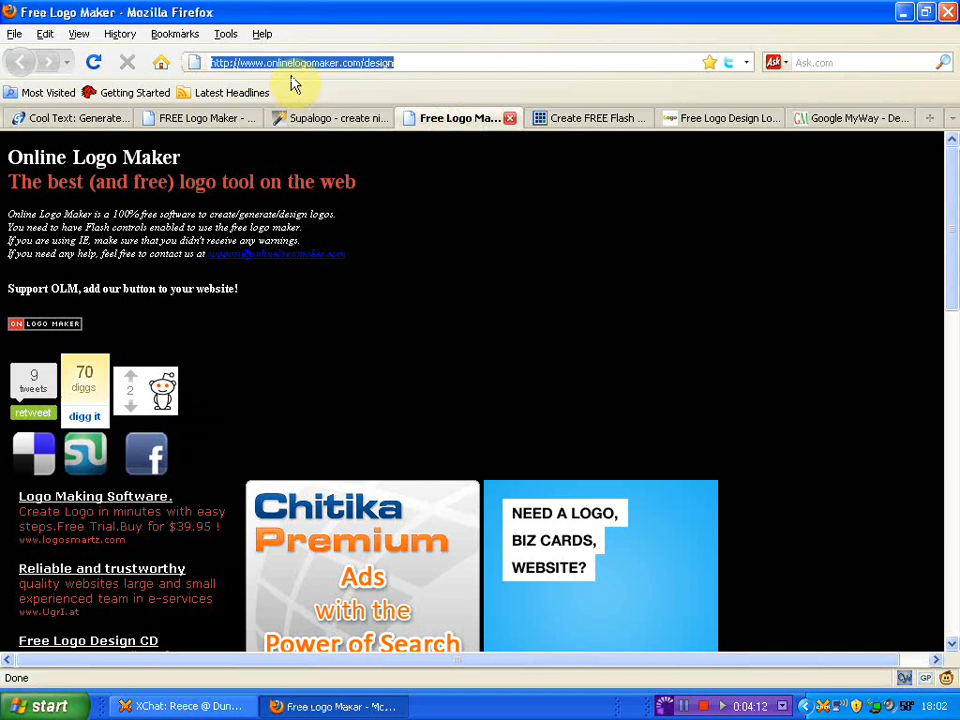 Free Logo Maker - Mozilla Firefox
File Edit View History Bookmarks Tools Help
http://www.onlinelogomaker.com/design
Ask Ask.com
Most Visited Getting Started Latest Headlines
Cool Text: Generate... FREE Logo Maker - ... Supalogo - create ni... Free Logo Ma... Create FREE Flash ... Free Logo Design Lo... Google MyWay - De...
Online Logo Maker
The best (and free) logo tool on the web
Online Logo Maker is a 100% free software to create/generate/design logos.
You need to have Flash controls enabled to use the free logo maker.
If you are using IE, make sure that you didn't receive any warnings.
If you need any help, feel free to contact us at
Support OLM, add our button to your website!
ON LOGO MAKER
9
tweets
retweet
70
diggs
digg it
2
Logo Making Software.
Create Logo in minutes with easy
steps.Free Trial.Buy for $39.95 !
www.logosmartz.com
Reliable and trustworthy
quality websites large and small
experienced team in e-services
www.UgrI.at
Free Logo Design CD
Chitika
Premium
Ads
with the
Power of Search
NEED A LOGO,
BIZ CARDS,
WEBSITE?
Done
GP
start XChat: Reece @ Dun... Free Logo Maker - Mo... 0:04:12 58° 18:02